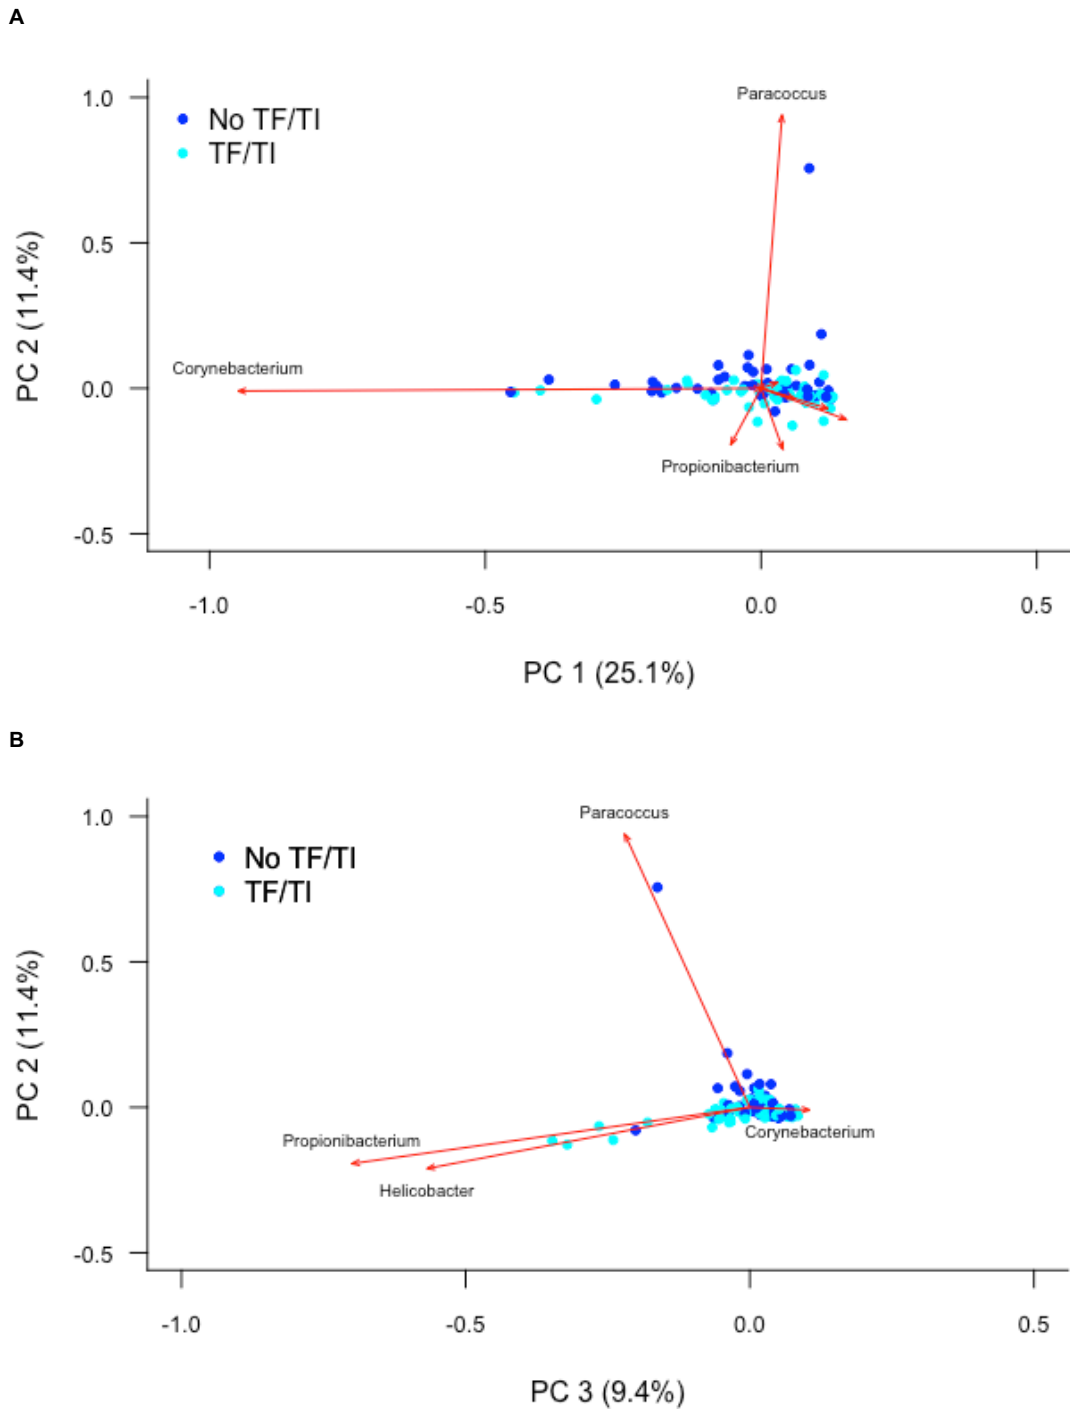 A
Paracoccus
1.0
No TF/TI
TF/TI
0.5
PC 2 (11.4%)
Corynebacterium
0.0
Propionibacterium
-0.5
-1.0 -0.5 0.0 0.5
PC 1 (25.1%)
B
Paracoccus
1.0
No TF/TI
TF/TI
0.5
PC 2 (11.4%)
0.0
Corynebacterium
Propionibacterium
Helicobacter
-0.5
-1.0 -0.5 0.0 0.5
PC 3 (9.4%)